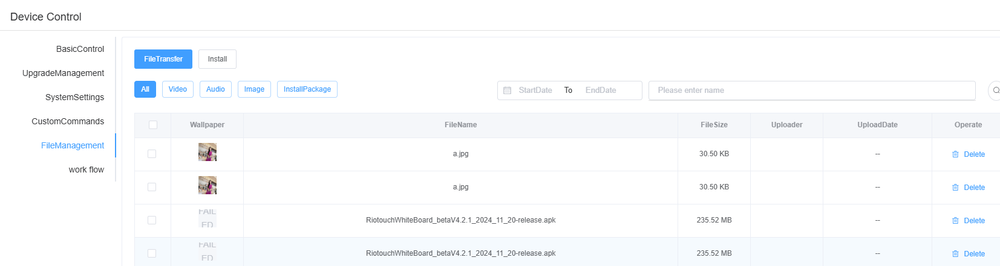 Device Control
BasicControl
UpgradeManagement
SystemSettings
CustomCommands
FileManagement
work flow
FileTransfer Install
All Video Audio Image InstallPackage StartDate To EndDate Please enter name
Wallpaper FileName FileSize Uploader UploadDate Operate
a.jpg 30.50 KB -- Delete
a.jpg 30.50 KB -- Delete
FAIL
ED
RiotouchWhiteBoard_betaV4.2.1_2024_11_20-release.apk 235.52 MB -- Delete
FAIL
ED
RiotouchWhiteBoard_betaV4.2.1_2024_11_20-release.apk 235.52 MB -- Delete